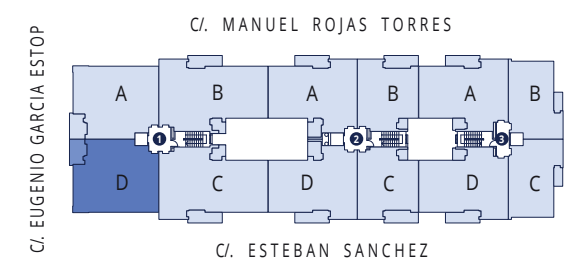 C/. MANUEL ROJAS TORRES
C/. EUGENIO GARCIA ESTOP
A B A B A B
1 2 3
D C D C D C
C/. ESTEBAN SANCHEZ